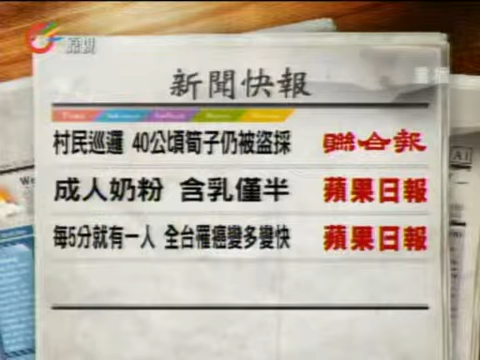 原視
新聞快報
村民巡邏 40公頃筍子仍被盜採 聯合報
成人奶粉 含乳僅半 蘋果日報
每5分就有一人 全台罹癌變多變快 蘋果日報